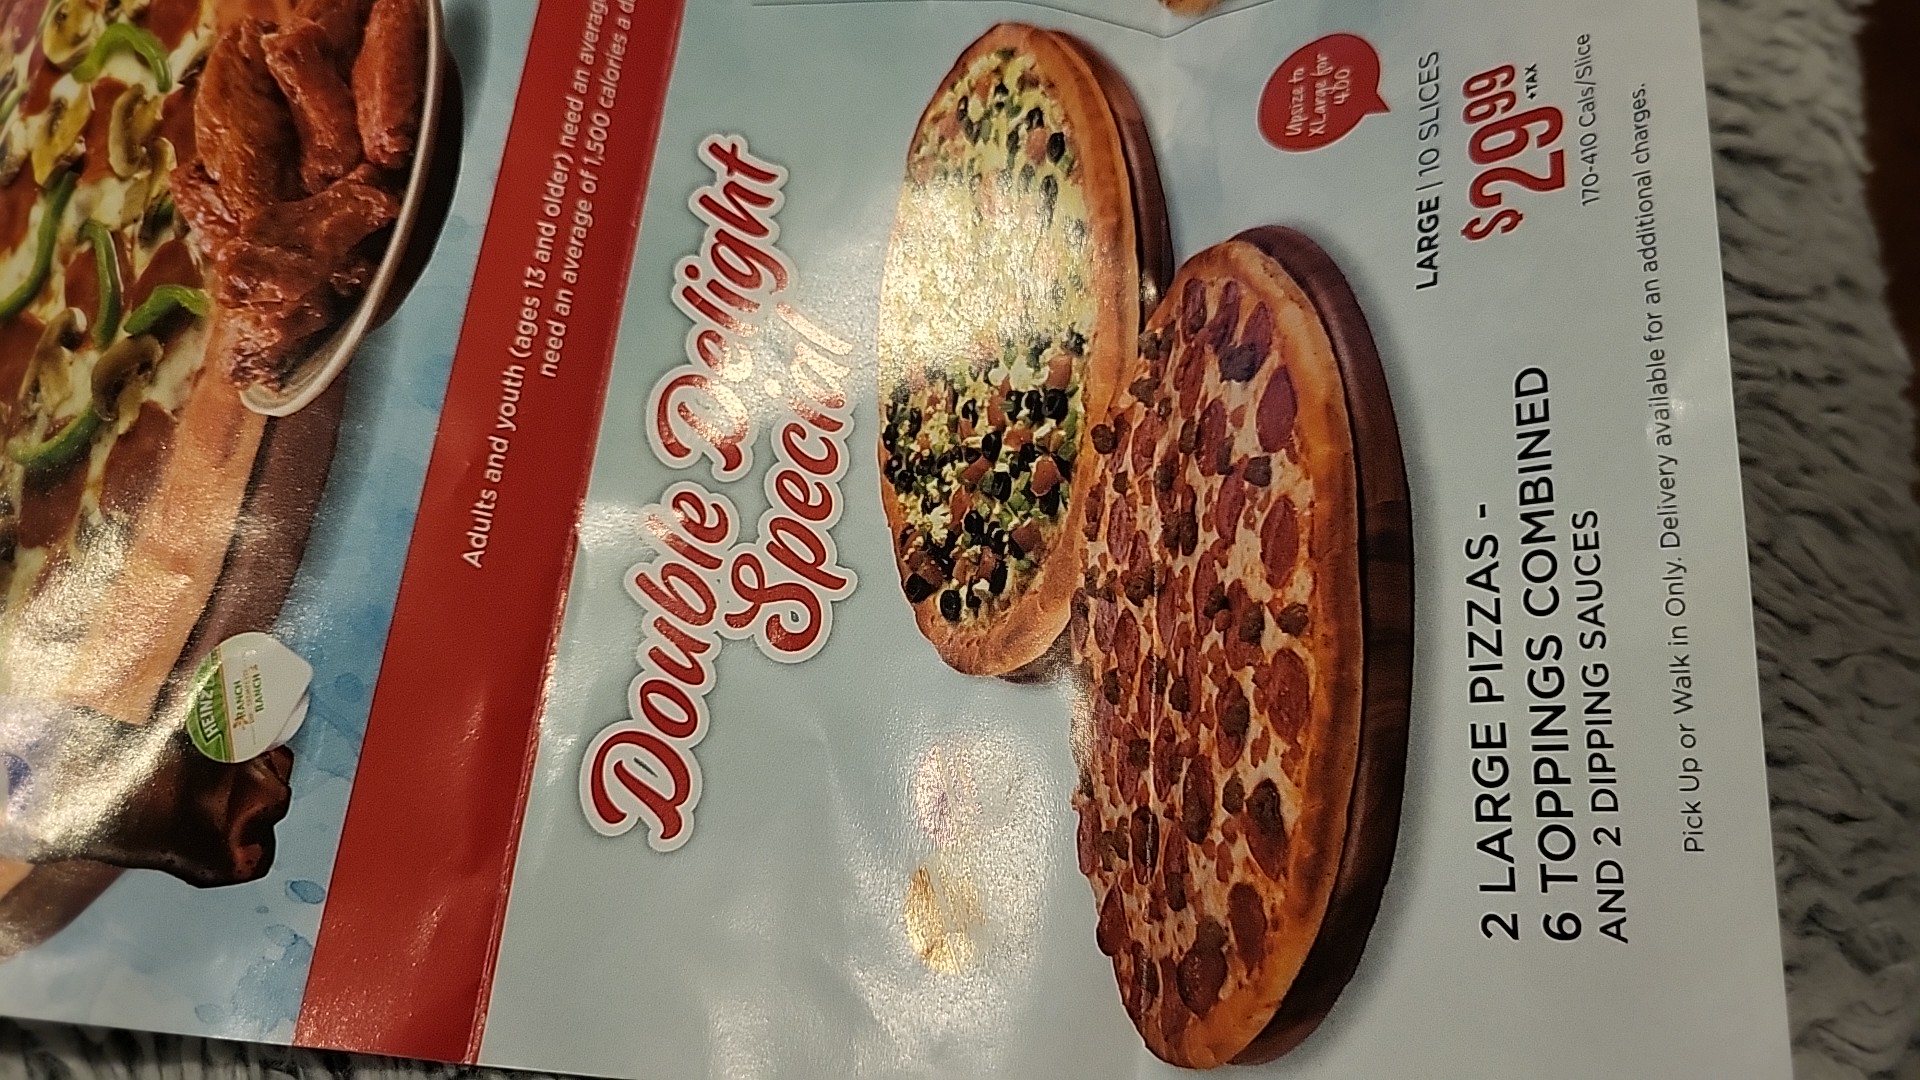 Adults and youth (ages 13 and older) need an average
need an average of 1,500 calories a
HEINZ
RANCH
RANCH
Double Delight
Special
Upsize to
XLarge for
4.00
LARGE | 10 SLICES
$29.99
+TAX
170-410 Cals/Slice
2 LARGE PIZZAS -
6 TOPPINGS COMBINED
AND 2 DIPPING SAUCES
Pick Up or Walk in Only. Delivery available for an additional charges.